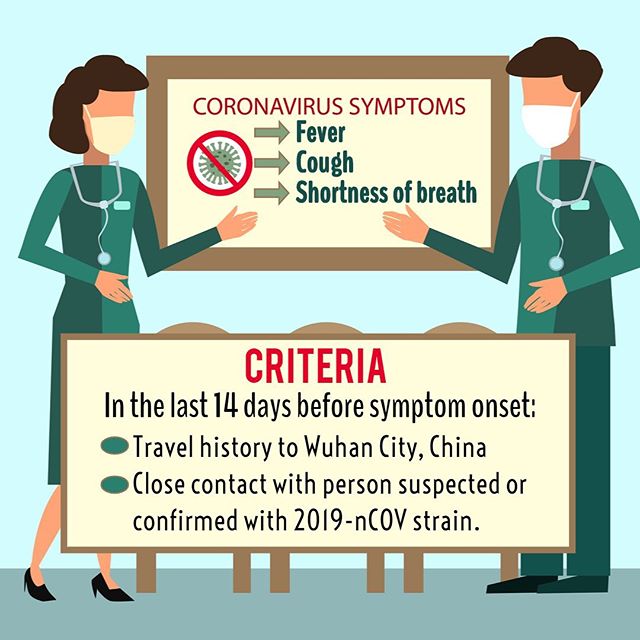 CORONAVIRUS SYMPTOMS
Fever
Cough
Shortness of breath
CRITERIA
In the last 14 days before symptom onset:
Travel history to Wuhan City, China
Close contact with person suspected or
confirmed with 2019-nCOV strain.